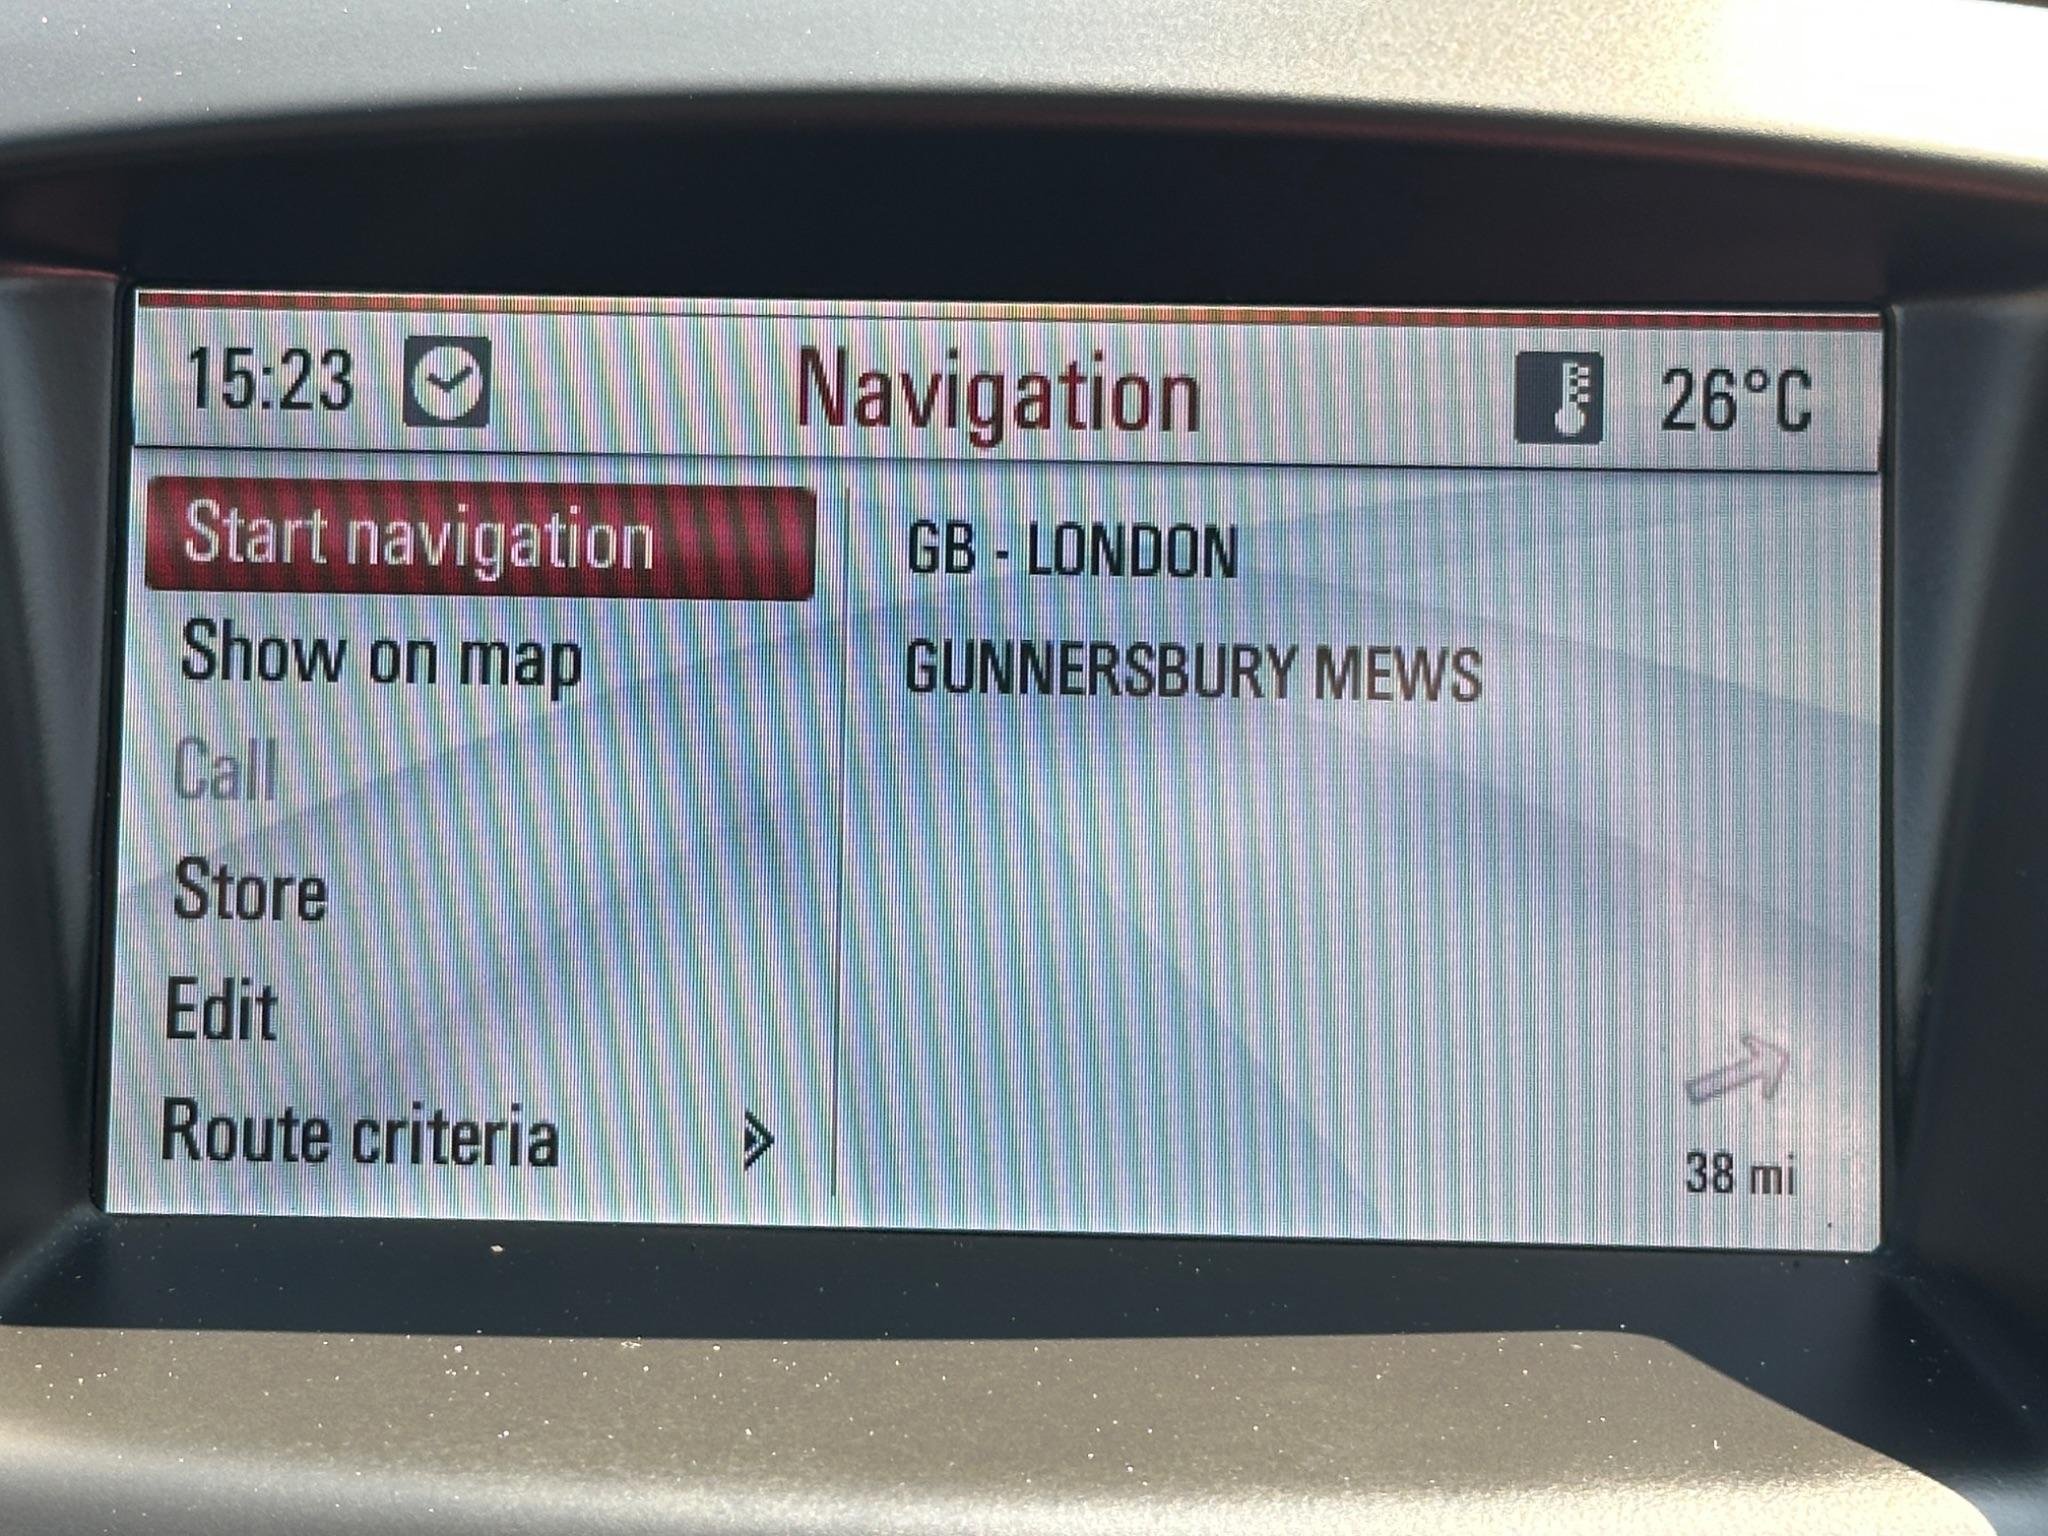 15:23 Navigation 26°C
Start navigation
Show on map
Call
Store
Edit
Route criteria
GB - LONDON
GUNNERSBURY MEWS
38 mi